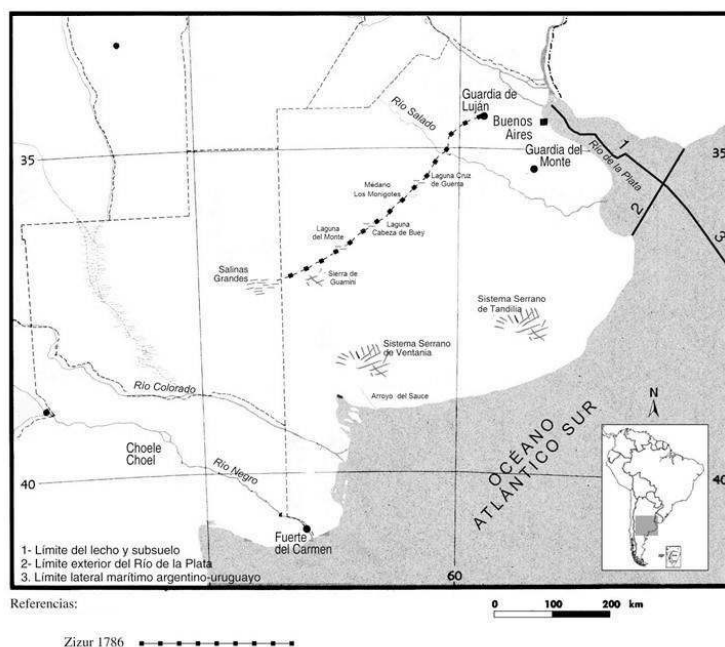 Guardia de
Luján
Río Salado
Buenos
Aires
Guardia del
Monte
Río de la Plata
1
2
3
35
35
Médano
Los Monigotes
Laguna Cruz
de Guerra
Laguna
del Monte
Laguna
Cabeza de Buey
Salinas
Grandes
Sierra de
Guamini
Sistema Serrano
de Tandilia
Sistema Serrano
de Ventania
Río Colorado
Arroyo del Sauce
Choele
Choel
Río Negro
OCÉANO
ATLÁNTICO SUR
N
40
40
Fuerte
del Carmen
60
1- Límite del lecho y subsuelo
2- Límite exterior del Río de la Plata
3. Límite lateral marítimo argentino-uruguayo
Referencias:
0 100 200 km
Zizur 1786